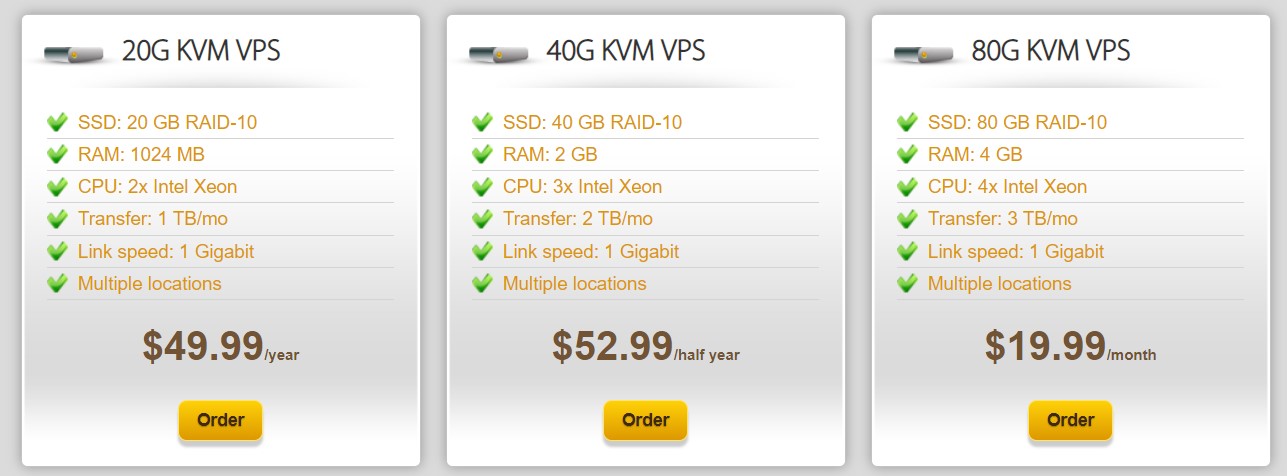 20G KVM VPS
SSD: 20 GB RAID-10
RAM: 1024 MB
CPU: 2x Intel Xeon
Transfer: 1 TB/mo
Link speed: 1 Gigabit
Multiple locations
$49.99/year
Order
40G KVM VPS
SSD: 40 GB RAID-10
RAM: 2 GB
CPU: 3x Intel Xeon
Transfer: 2 TB/mo
Link speed: 1 Gigabit
Multiple locations
$52.99/half year
Order
80G KVM VPS
SSD: 80 GB RAID-10
RAM: 4 GB
CPU: 4x Intel Xeon
Transfer: 3 TB/mo
Link speed: 1 Gigabit
Multiple locations
$19.99/month
Order